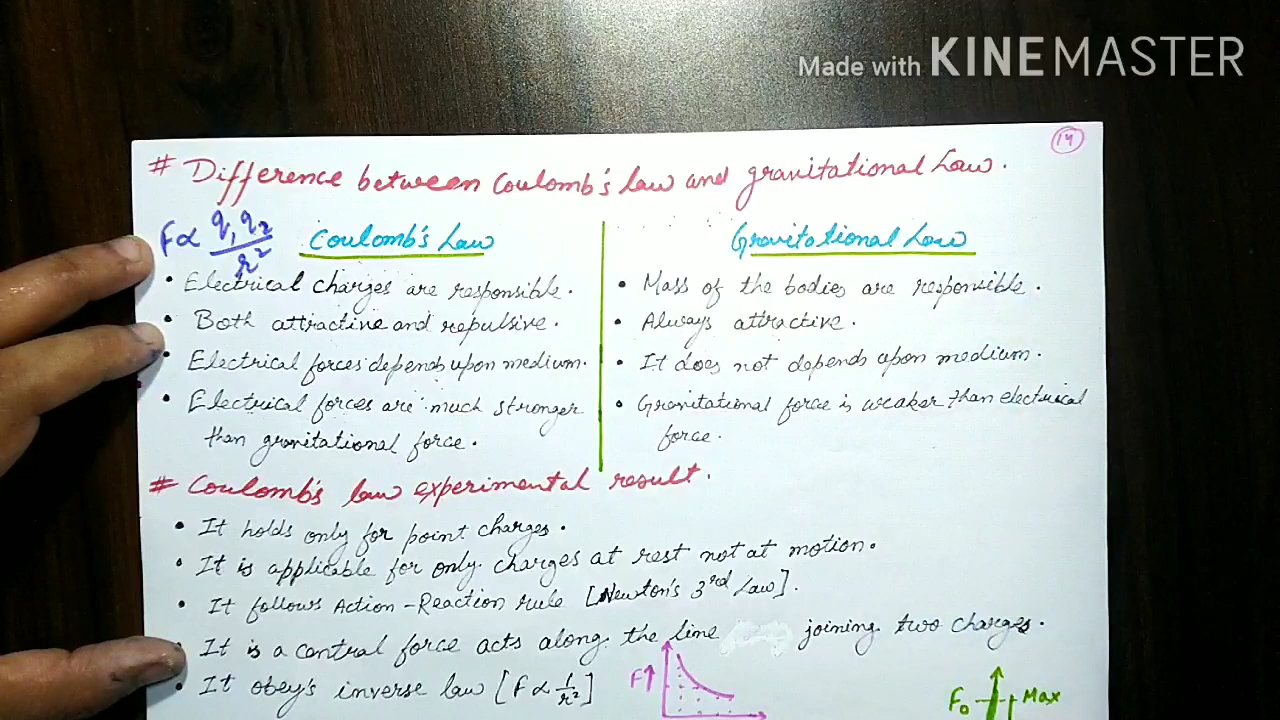 Made with KINEMASTER
14
# Difference between Coulomb's law and gravitational Law.
F∝ q₁q₂/r²
Coulomb's Law
• Electrical charges are responsible.
• Both attractive and repulsive.
• Electrical forces depends upon medium.
• Electrical forces are much stronger
than gravitational force.
Gravitational Law
• Mass of the bodies are responsible.
• Always attractive.
• It does not depends upon medium.
• Gravitational force is weaker than electrical
force.
# Coulomb's law experimental result.
• It holds only for point charges.
• It is applicable for only charges at rest not at motion.
• It follows Action-Reaction rule [Newton's 3rd Law].
• It is a central force acts along the line joining two charges.
• It obey's inverse law [F∝ 1/r²]
F↑
F₀ Max